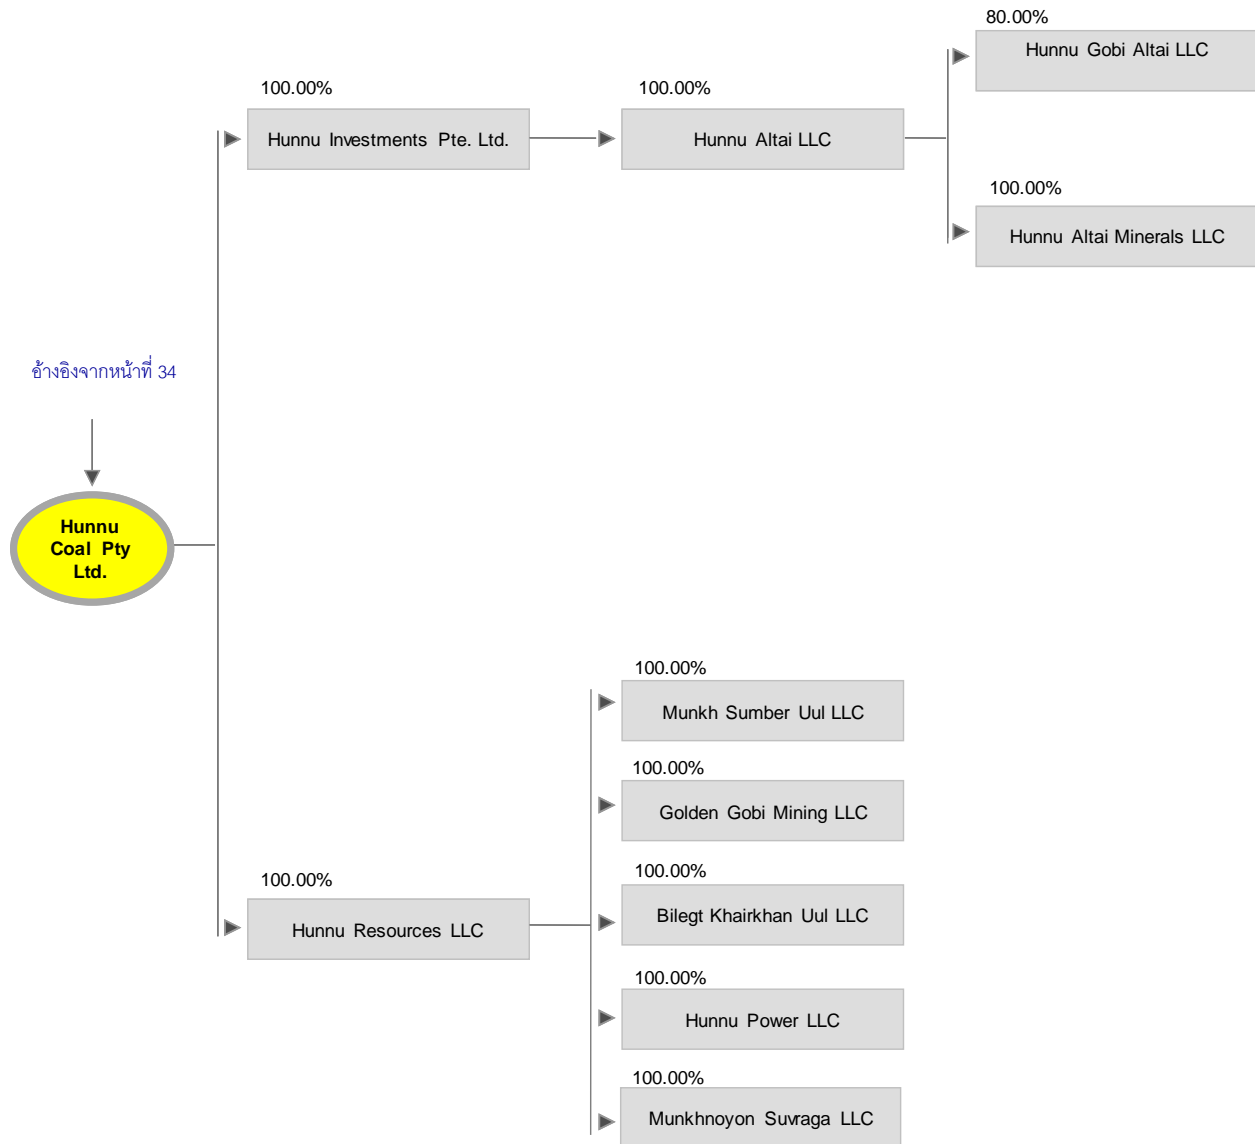 80.00%
Hunnu Gobi Altai LLC
100.00%
100.00%
Hunnu Investments Pte. Ltd.
Hunnu Altai LLC
100.00%
Hunnu Altai Minerals LLC
อ้างอิงจากหน้าที่ 34
Hunnu
Coal Pty
Ltd.
100.00%
Munkh Sumber Uul LLC
100.00%
Golden Gobi Mining LLC
100.00%
Hunnu Resources LLC
100.00%
Bilegt Khairkhan Uul LLC
100.00%
Hunnu Power LLC
100.00%
Munkhnoyon Suvraga LLC